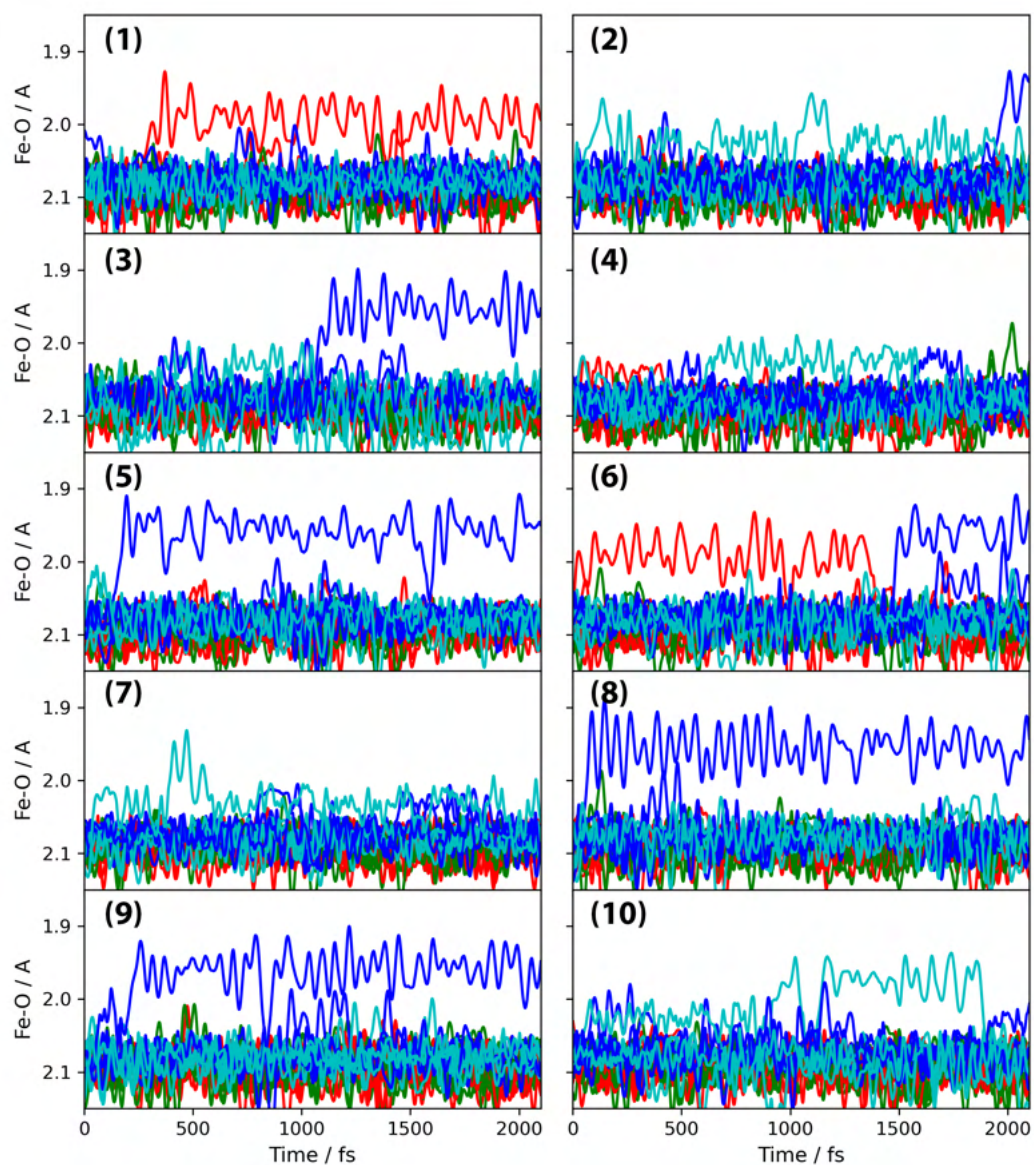 (1) (2)
Fe-O / A 1.9
2.0
2.1
(3) (4)
Fe-O / A 1.9
2.0
2.1
(5) (6)
Fe-O / A 1.9
2.0
2.1
(7) (8)
Fe-O / A 1.9
2.0
2.1
(9) (10)
Fe-O / A 1.9
2.0
2.1
0 500 1000 1500 2000 0 500 1000 1500 2000
Time / fs Time / fs